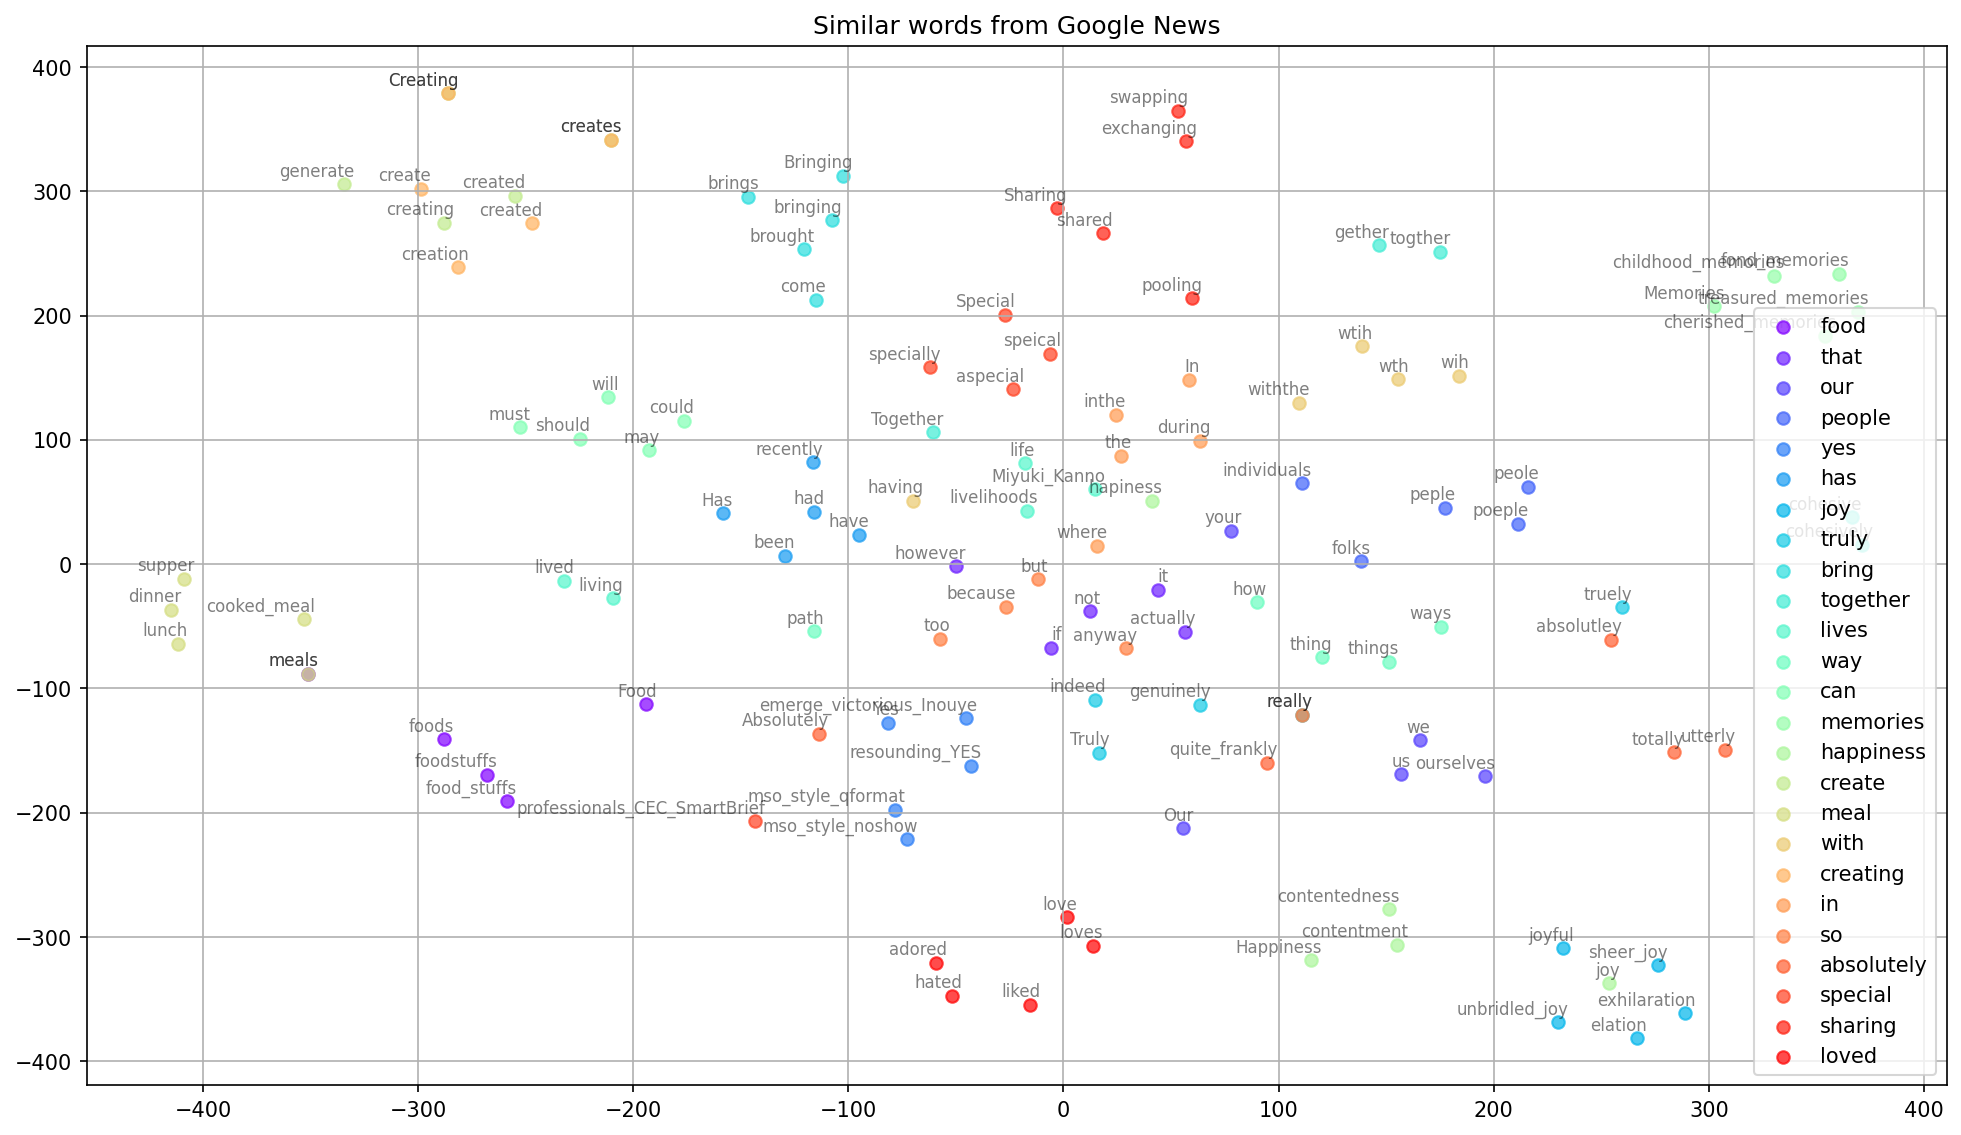 Similar words from Google News
400
Creating
swapping
creates
exchanging
Bringing
generate create created brings
300
Sharing
creating created bringing
shared
brought gether togther
creation
childhood_memories fond_memories
come pooling Memories treasured_memories
Special
200
cherished_memories
speical wtih
specially In wth wih
aspecial
will withthe
must should could inthe
Together during
may the
100
recently life
Miyuki_Kanno individuals peole
having hapiness
Has had livelihoods peple cohesive
have your poeple
where cohesively
been
however folks
0
supper lived but it
living because how
dinner cooked_meal not truely
lunch path too actually ways absolutley
if anyway thing things
meals
−100
Food indeed genuinely really
emerge_victorious_Inouye
foods Absolutely Yes Truly we
resounding_YES quite_frankly totally utterly
foodstuffs us ourselves
food_stuffs
−200
professionals_CEC_SmartBrief mso_style_qformat
mso_style_noshow Our
love contentedness
−300
loves contentment joyful
adored Happiness sheer_joy
hated liked joy
unbridled_joy exhilaration
elation
−400
−400 −300 −200 −100 0 100 200 300 400
food
that
our
people
yes
has
joy
truly
bring
together
lives
way
can
memories
happiness
create
meal
with
creating
in
so
absolutely
special
sharing
loved